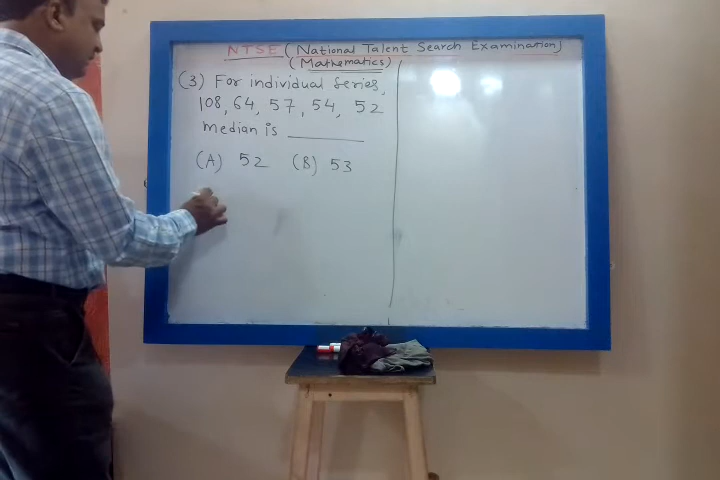 NTSE (National Talent Search Examination)
(Mathematics)
(3) For individual Series,
108, 64, 57, 54, 52
median is ________
(A) 52 (B) 53